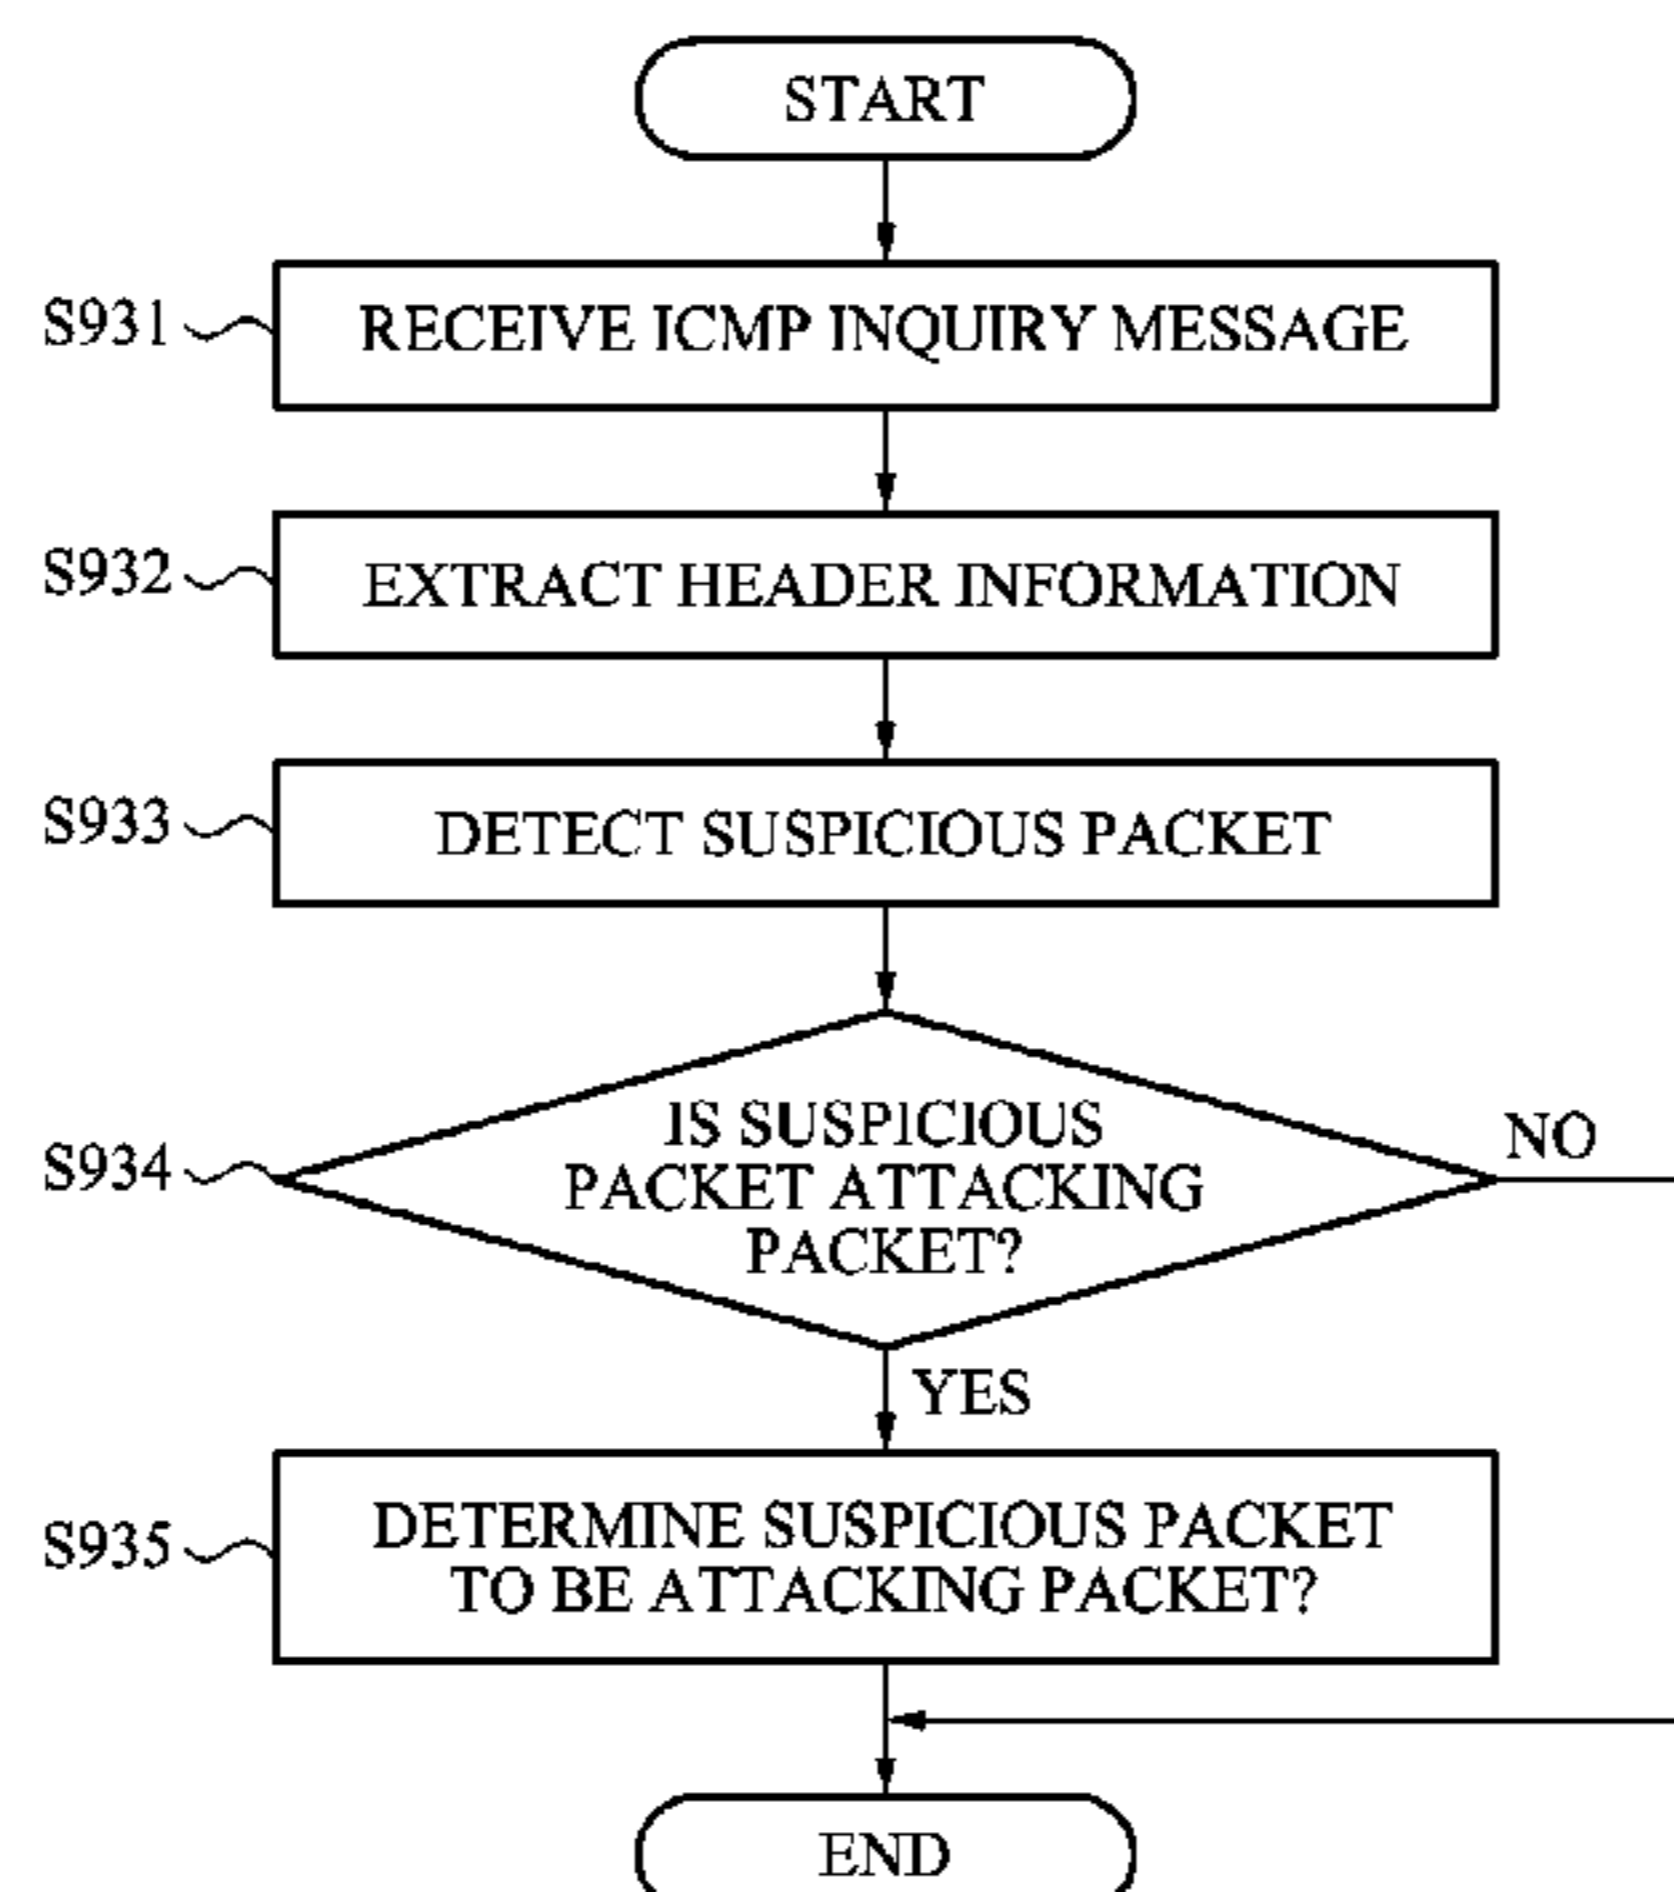 START
S931
RECEIVE ICMP INQUIRY MESSAGE
S932
EXTRACT HEADER INFORMATION
S933
DETECT SUSPICIOUS PACKET
S934
IS SUSPICIOUS
PACKET ATTACKING
PACKET?
NO
YES
S935
DETERMINE SUSPICIOUS PACKET
TO BE ATTACKING PACKET?
END